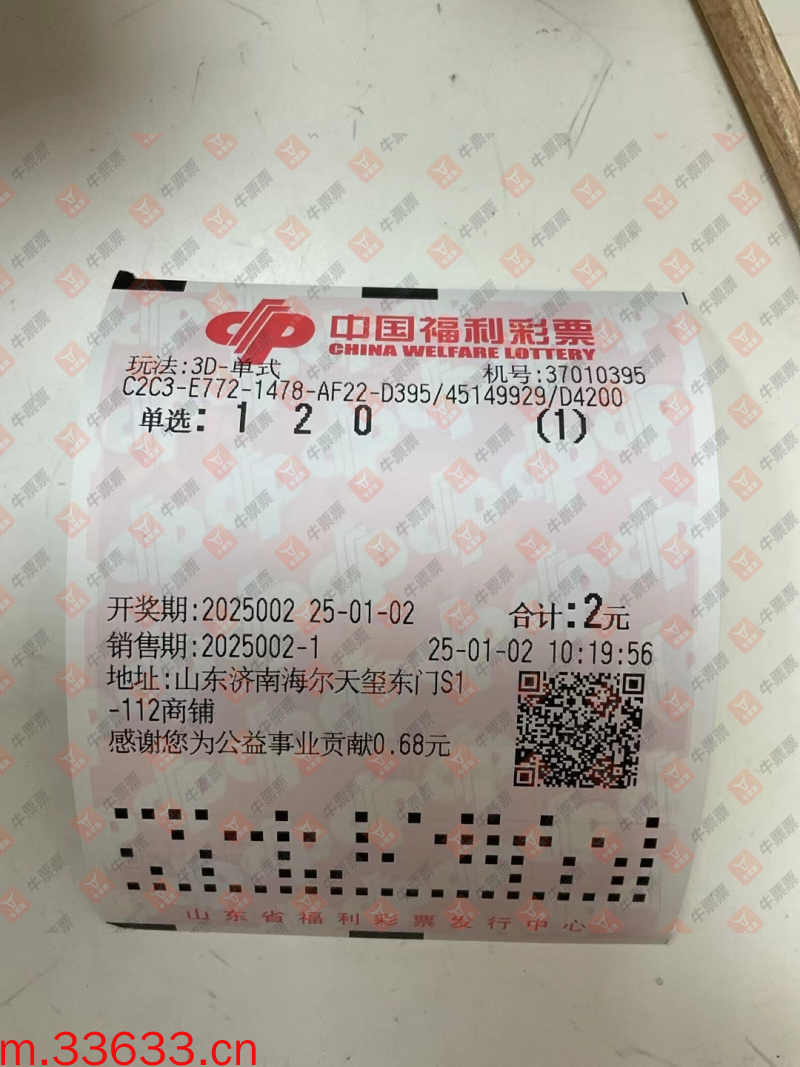 中国福利彩票
CHINA WELFARE LOTTERY
玩法:3D-单式 机号:37010395
C2C3-E772-1478-AF22-D395/45149929/D4200
单选: 1 2 0 (1)
开奖期:2025002 25-01-02 合计:2元
销售期:2025002-1 25-01-02 10:19:56
地址:山东济南海尔天玺东门S1
-112商铺
感谢您为公益事业贡献0.68元
山东省福利彩票发行中心
牛票票
m.33633.cn